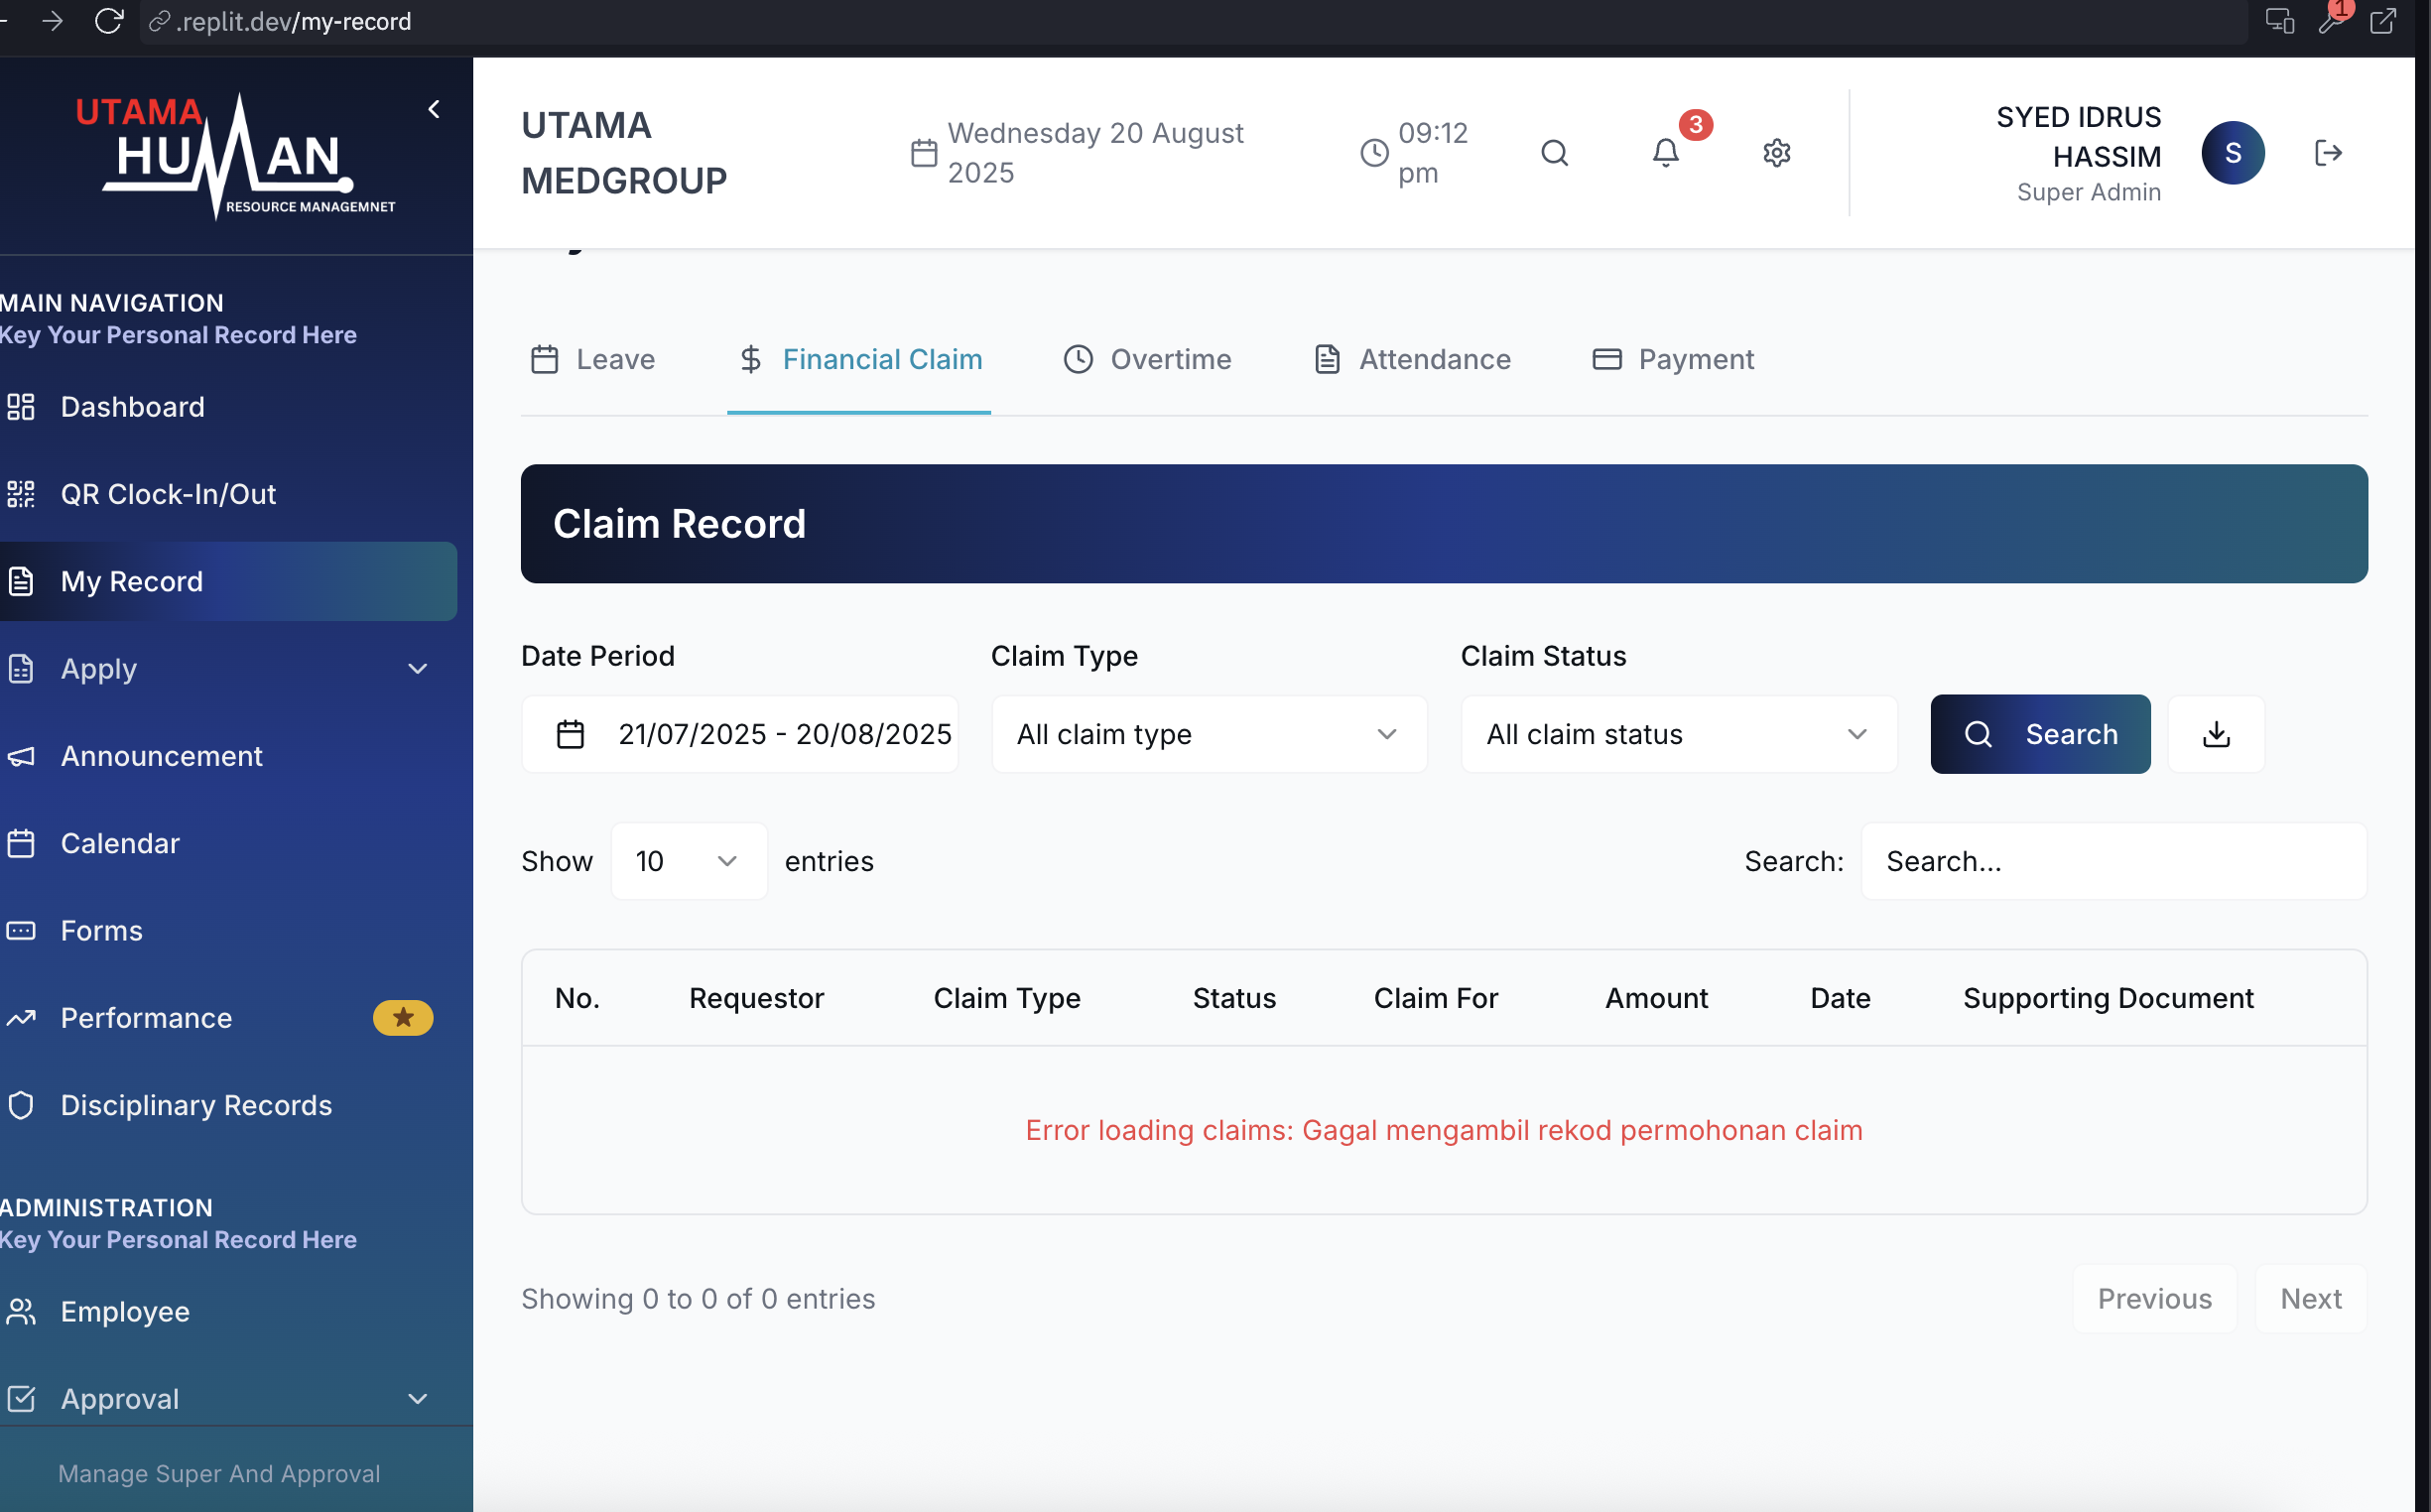 .replit.dev/my-record
1
UTAMA
HUMAN
RESOURCE MANAGEMNET
MAIN NAVIGATION
Key Your Personal Record Here
Dashboard
QR Clock-In/Out
My Record
Apply
Announcement
Calendar
Forms
Performance
Disciplinary Records
ADMINISTRATION
Key Your Personal Record Here
Employee
Approval
Manage Super And Approval
UTAMA
MEDGROUP
Wednesday 20 August
2025
09:12
pm
3
SYED IDRUS
HASSIM
Super Admin
S
Leave
Financial Claim
Overtime
Attendance
Payment
Claim Record
Date Period
Claim Type
Claim Status
21/07/2025 - 20/08/2025
All claim type
All claim status
Search
Show 10 entries
Search: Search...
No. Requestor Claim Type Status Claim For Amount Date Supporting Document
Error loading claims: Gagal mengambil rekod permohonan claim
Showing 0 to 0 of 0 entries
Previous Next